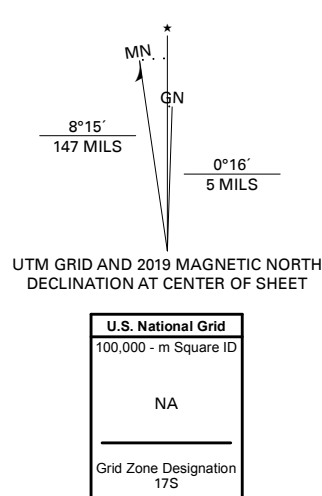 MN
GN
8°15´
147 MILS
0°16´
5 MILS
UTM GRID AND 2019 MAGNETIC NORTH
DECLINATION AT CENTER OF SHEET
U.S. National Grid
100,000 - m Square ID
NA
Grid Zone Designation
17S